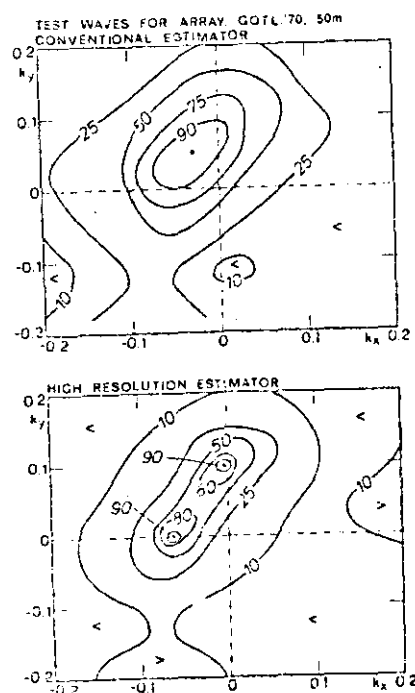 TEST WAVES FOR ARRAY, GOTL.'70, 50m
CONVENTIONAL ESTIMATOR
0.2
ky
0.1
0
-0.1
-0.2
-0.2 -0.1 0 0.1 kx 0.2
25 50 75 90 25
< 10
< 10
<
HIGH RESOLUTION ESTIMATOR
0.2
ky
0.1
0
-0.1
-0.2
-0.2 -0.1 0 0.1 kx 0.2
< 10 <
90 50
90 25
10 <
10
< < <